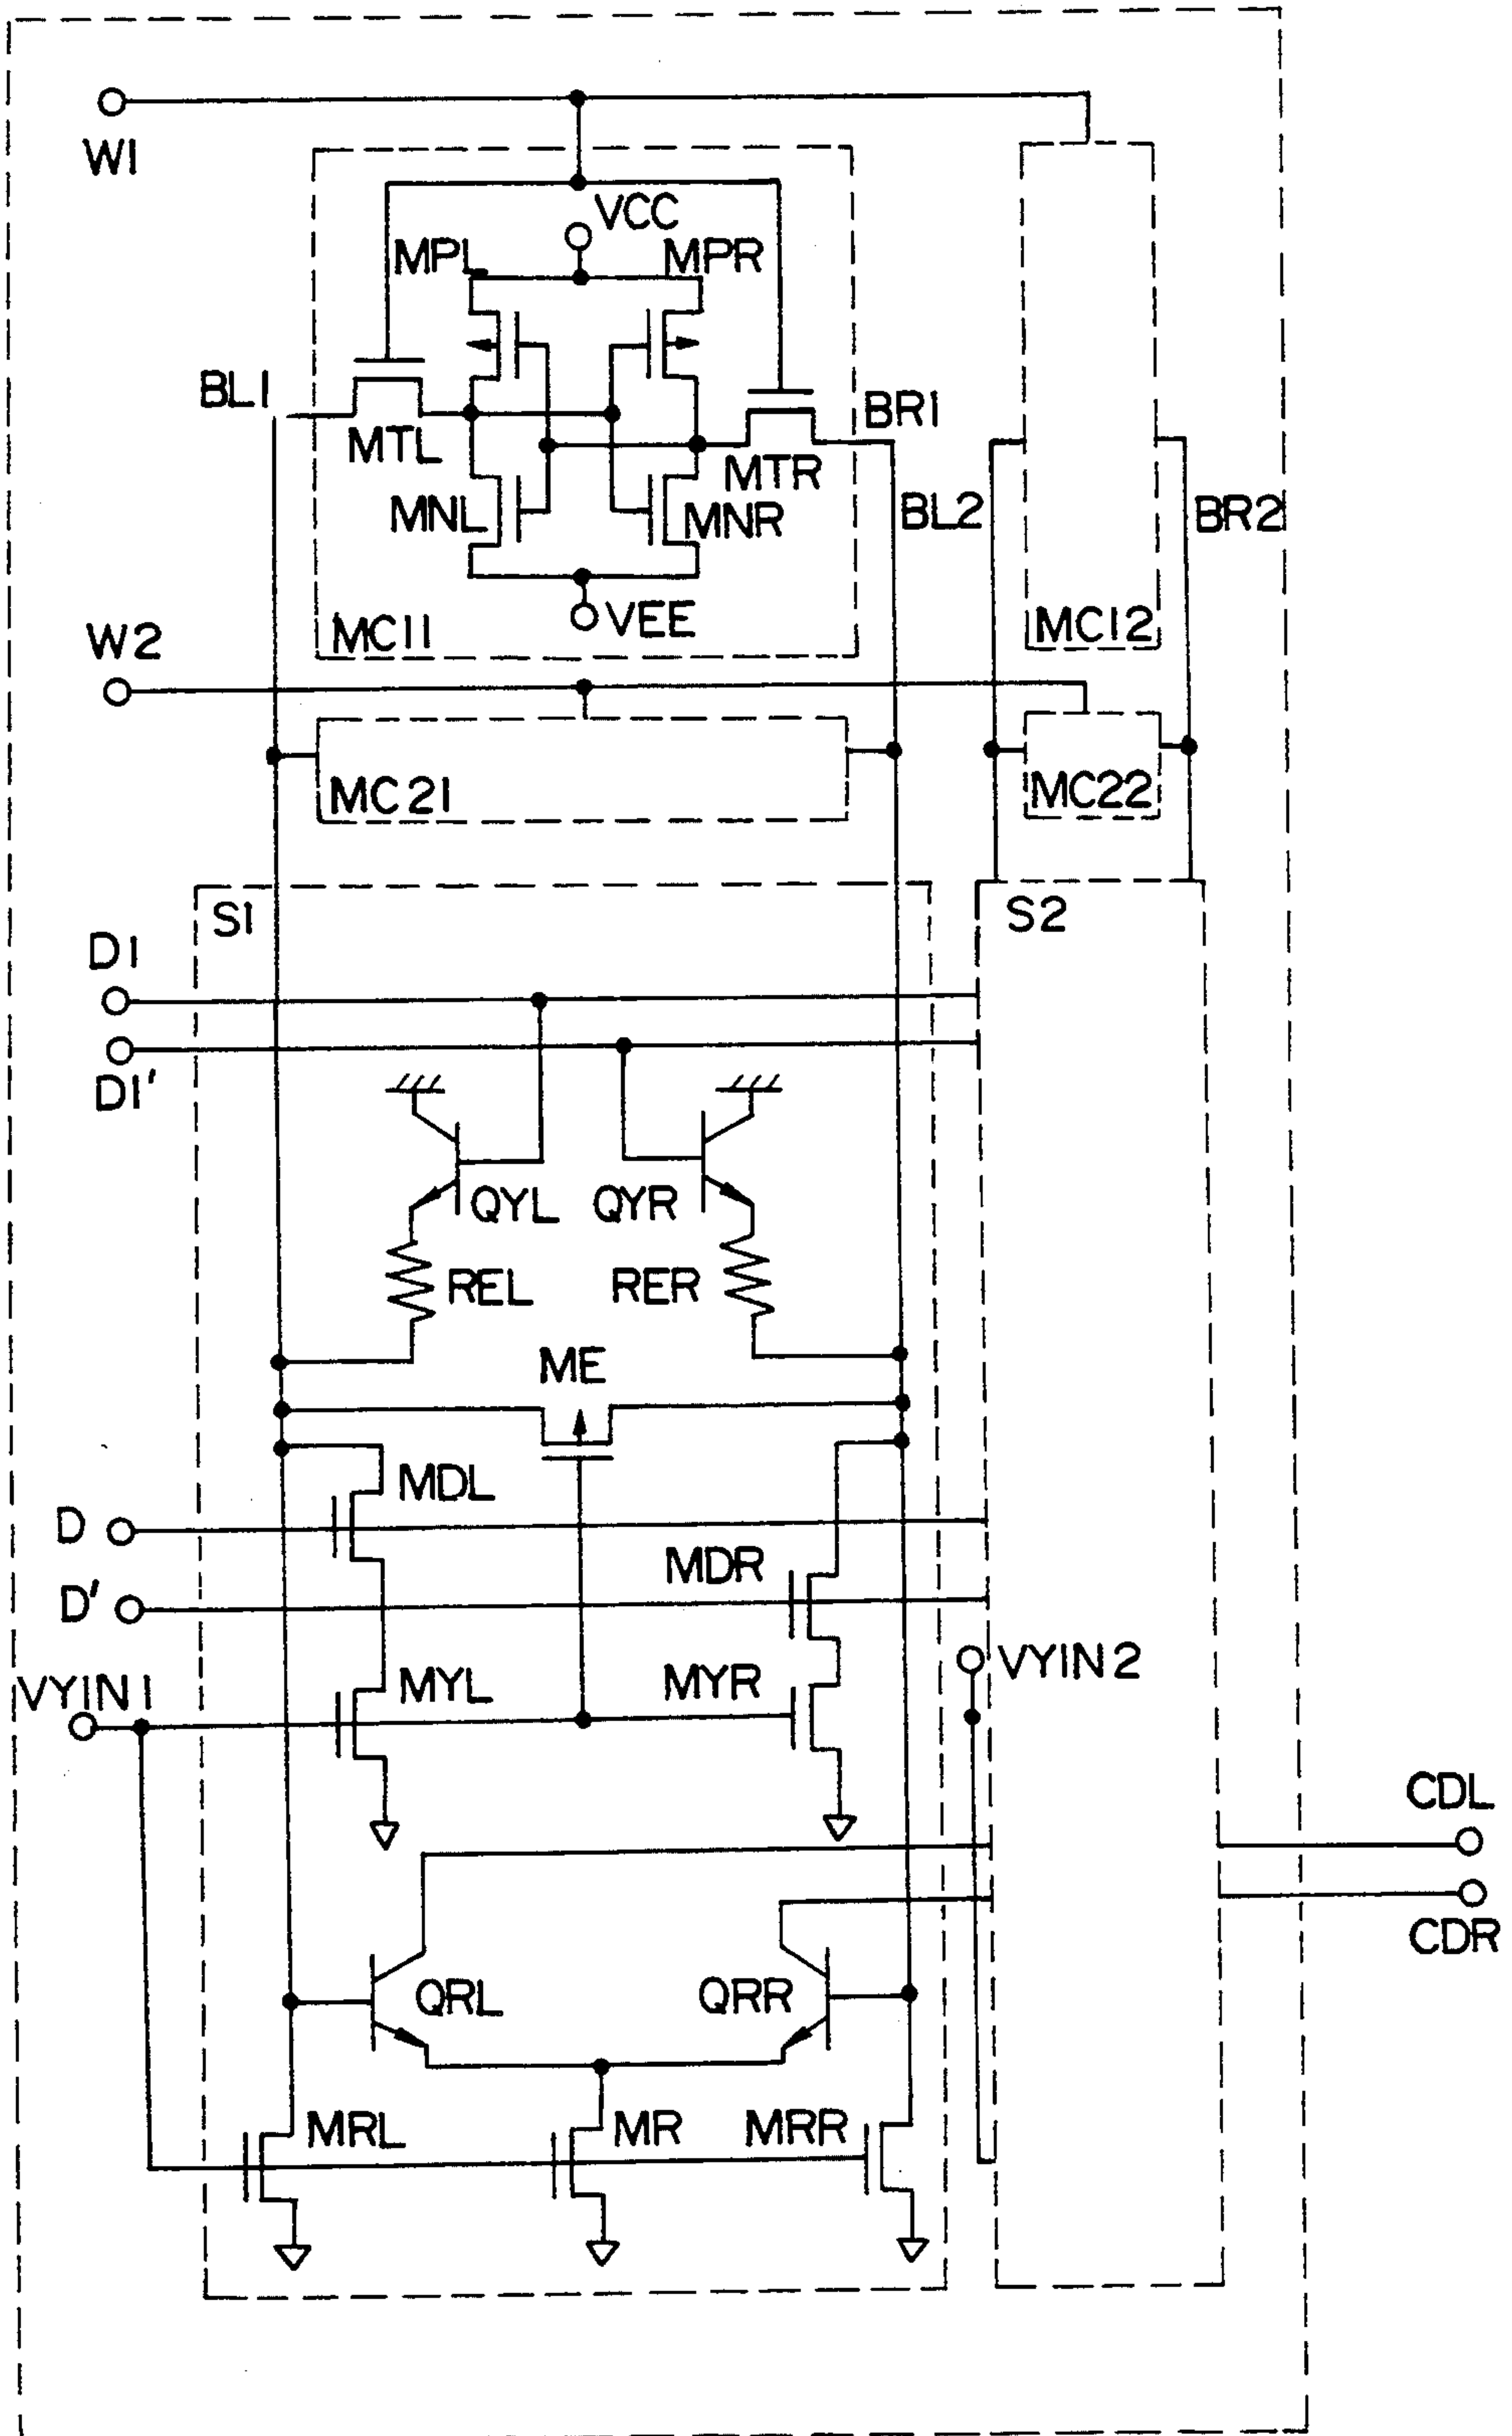 W1
VCC
MPL
MPR
BL1
BR1
MTL
MTR
MNL
MNR
BL2
BR2
VEE
MC11
MC12
W2
MC21
MC22
S1
S2
D1
D1'
QYL
QYR
REL
RER
ME
MDL
D
MDR
D'
VYIN2
MYL
MYR
VYIN1
CDL
CDR
QRL
QRR
MRL
MR
MRR